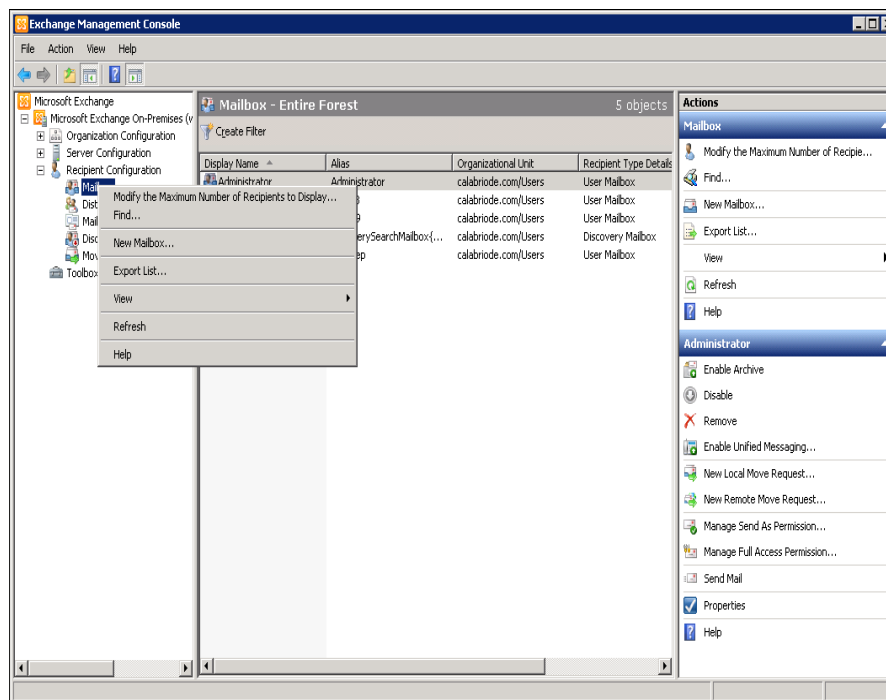 Exchange Management Console
File Action View Help
Microsoft Exchange
Microsoft Exchange On-Premises (v
Organization Configuration
Server Configuration
Recipient Configuration
Mail
Dist
Mail
Disc
Mov
Toolbox
Modify the Maximum Number of Recipients to Display...
Find...
New Mailbox...
Export List...
View
Refresh
Help
Mailbox - Entire Forest 5 objects
Create Filter
Display Name Alias Organizational Unit Recipient Type Details
Administrator Administrator calabriode.com/Users User Mailbox
calabriode.com/Users User Mailbox
calabriode.com/Users User Mailbox
erySearchMailbox{... calabriode.com/Users Discovery Mailbox
ep calabriode.com/Users User Mailbox
Actions
Mailbox
Modify the Maximum Number of Recipie...
Find...
New Mailbox...
Export List...
View
Refresh
Help
Administrator
Enable Archive
Disable
Remove
Enable Unified Messaging...
New Local Move Request...
New Remote Move Request...
Manage Send As Permission...
Manage Full Access Permission...
Send Mail
Properties
Help